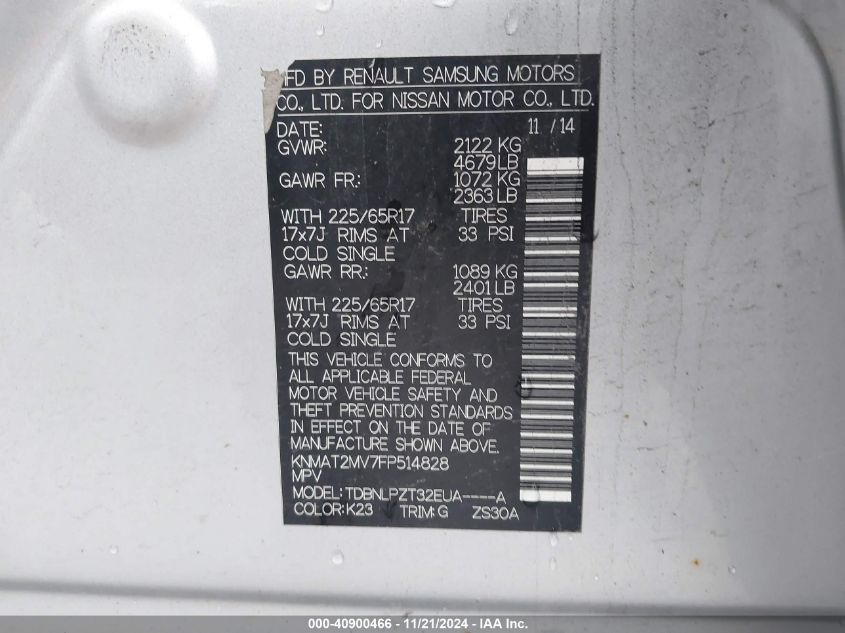 MFD BY RENAULT SAMSUNG MOTORS
CO., LTD. FOR NISSAN MOTOR CO., LTD.
DATE: 11 / 14
GVWR: 2122 KG
4679 LB
GAWR FR.: 1072 KG
2363 LB
WITH 225/65R17 TIRES
17x7J RIMS AT 33 PSI
COLD SINGLE
GAWR RR.: 1089 KG
2401 LB
WITH 225/65R17 TIRES
17x7J RIMS AT 33 PSI
COLD SINGLE
THIS VEHICLE CONFORMS TO
ALL APPLICABLE FEDERAL
MOTOR VEHICLE SAFETY AND
THEFT PREVENTION STANDARDS
IN EFFECT ON THE DATE OF
MANUFACTURE SHOWN ABOVE.
KNMAT2MV7FP514828
MPV
MODEL: TDBNLPZT32EUA----A
COLOR: K23 TRIM: G ZS30A
000-40900466 - 11/21/2024 - IAA Inc.